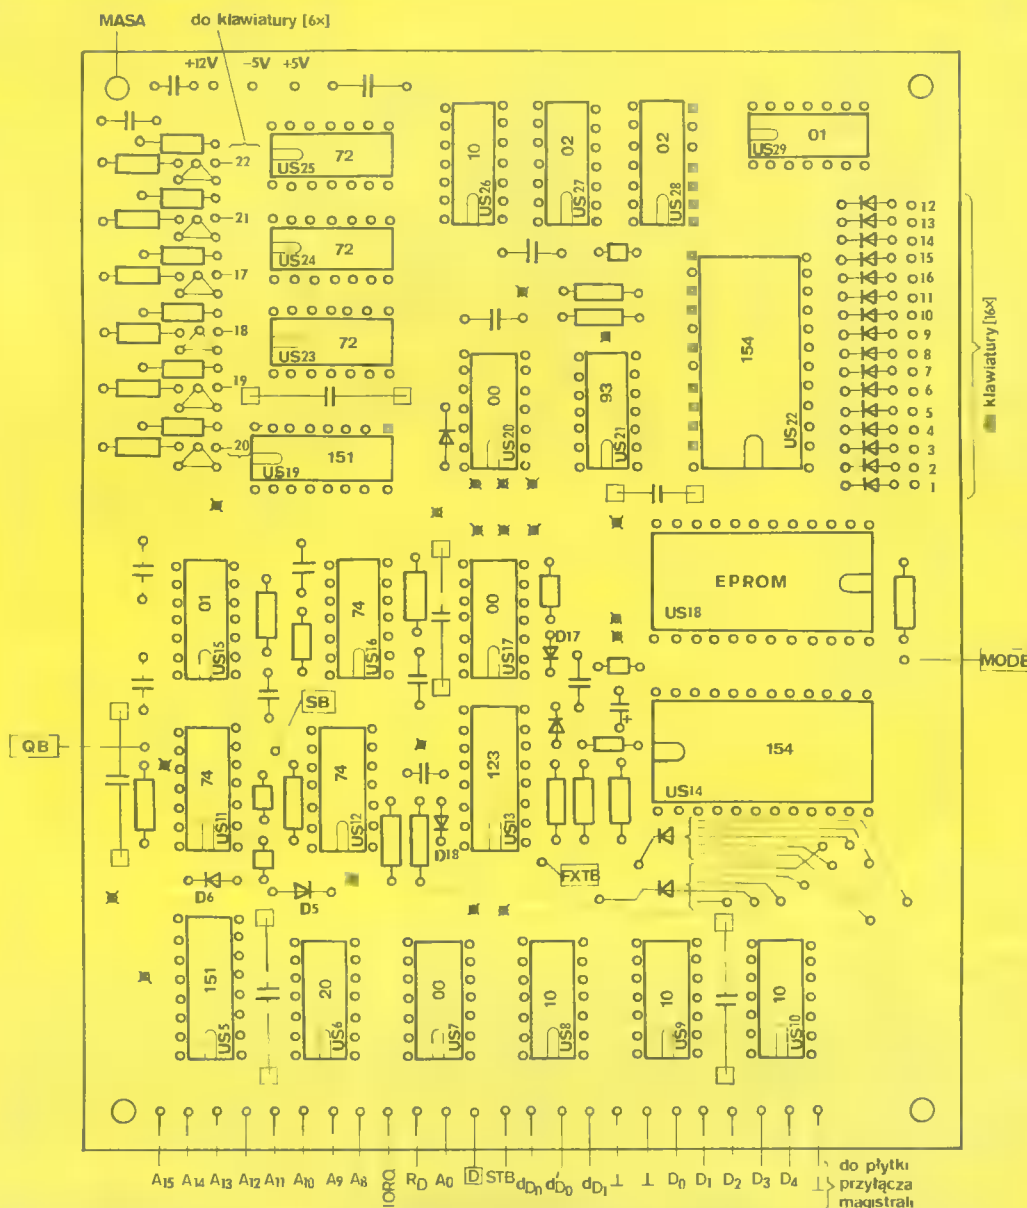 MASA do klawiatury [6×]
+12V -5V +5V
22
21
17
18
19
20
72
US25
72
US24
72
US23
151
US19
10
US26
02
US27
02
US28
01
US29
12
13
14
15
16
11
10
9
8
7
6
5
4
3
2
1
klawiatury [16×]
00
US20
93
US21
154
US22
EPROM
US18
MODE
01
US15
74
US16
00
US17
D17
SB
QB
74
US11
74
US12
123
US13
154
US14
D18
D6
D5
FXTB
151
US5
20
US6
00
US7
10
US8
10
US9
10
US10
A15 A14 A13 A12 A11 A10 A9 A8 IORQ RD A0 D STB dDn d'D0 dD1 ⊥ ⊥ D0 D1 D2 D3 D4 ⊥
do płytki
przyłącza
magistrali